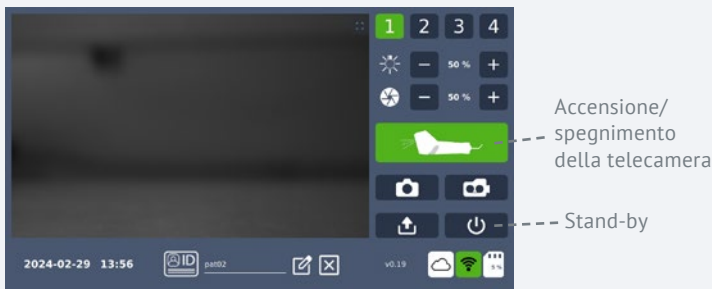 1 2 3 4
− 50 % +
− 50 % +
Accensione/
spegnimento
della telecamera
Stand-by
2024-02-29 13:56 ID pat02 v0.19 9 %